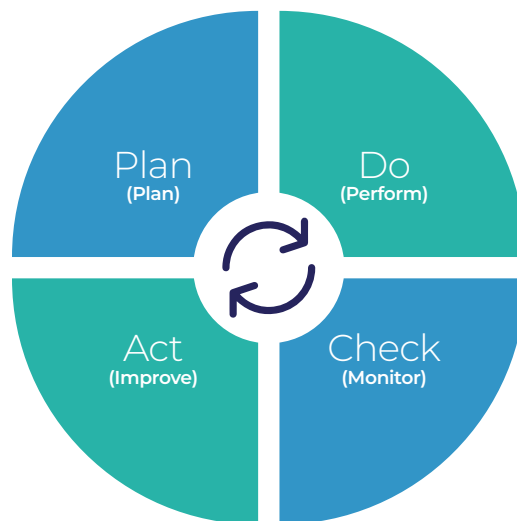 Plan
(Plan)
Do
(Perform)
Act
(Improve)
Check
(Monitor)